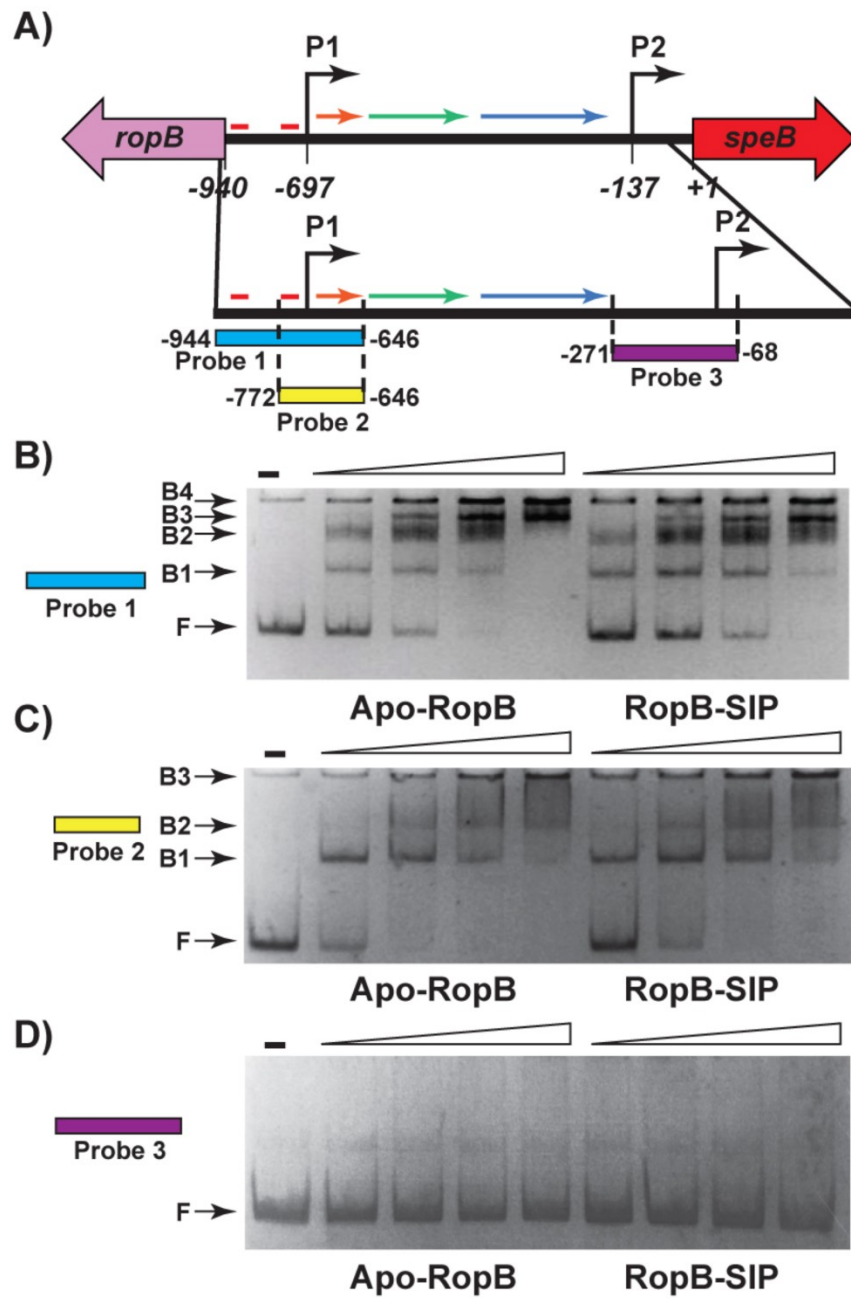 A)
P1 P2
ropB speB
-940 -697 -137 +1
P1 P2
-944 -646
Probe 1
-271 -68
Probe 3
-772 -646
Probe 2
B)
B4
B3
B2
B1
Probe 1
F
Apo-RopB RopB-SIP
C)
B3
B2
Probe 2
B1
F
Apo-RopB RopB-SIP
D)
Probe 3
F
Apo-RopB RopB-SIP